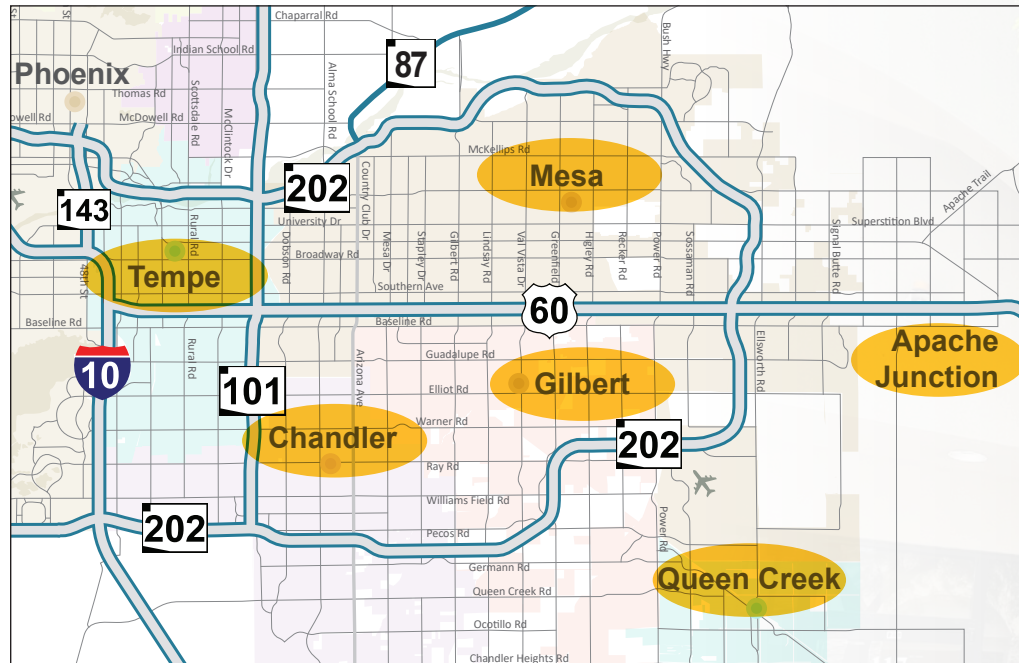 Chaparral Rd
St
St
Indian School Rd
87
Bush Hwy
Phoenix
Thomas Rd
Scottsdale Rd
Alma School Rd
McDowell Rd
McClintock Dr
owell Rd
McKellips Rd
202
Country Club Dr
Mesa
143
Apache Trail
University Dr
Superstition Blvd
Rural Rd
Dobson Rd
Broadway Rd
Mesa Dr
Stapley Dr
Gilbert Rd
Lindsay Rd
Val Vista Dr
Greenfield
Higley Rd
Recker Rd
Power Rd
Sossaman Rd
Signal Butte Rd
48th St
Tempe
Southern Ave
60
Baseline Rd
Baseline Rd
Rural Rd
Arizona Ave
Ellsworth Rd
Guadalupe Rd
Apache
Junction
10
101
Elliot Rd
Gilbert
Warner Rd
Chandler
202
Ray Rd
Williams Field Rd
202
Pecos Rd
Power Rd
Germann Rd
Queen Creek
Queen Creek Rd
Ocotillo Rd
Chandler Heights Rd